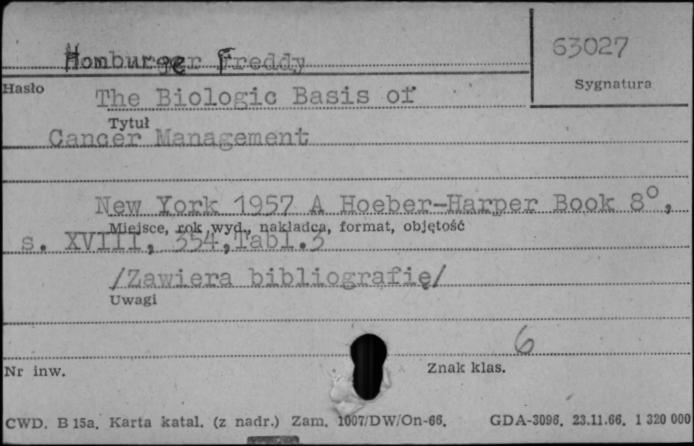 Homburger Freddy
63027
Hasło
Sygnatura
The Biologic Basis of
Tytuł
Cancer Management
New York 1957 A Hoeber-Harper Book 8°,
Miejsce, rok wyd., nakładca, format, objętość
s. XVIII, 354,Tabl.3
/Zawiera bibliografię/
Uwagi
6
Nr inw.
Znak klas.
CWD. B 15a. Karta katal. (z nadr.) Zam. 1007/DW/On-66. GDA-3096. 23.11.66. 1 320 000